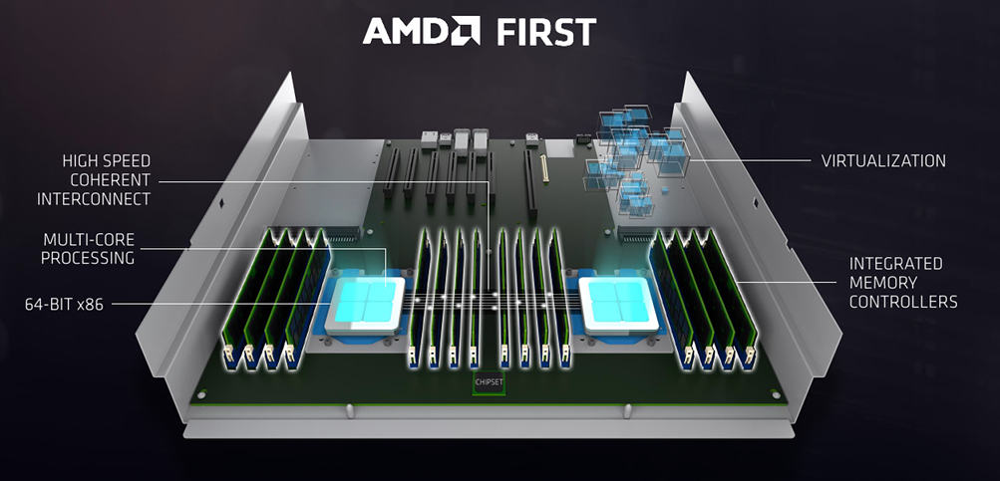 AMD FIRST
HIGH SPEED
COHERENT
INTERCONNECT
MULTI-CORE
PROCESSING
64-BIT x86
VIRTUALIZATION
INTEGRATED
MEMORY
CONTROLLERS
CHIPSET